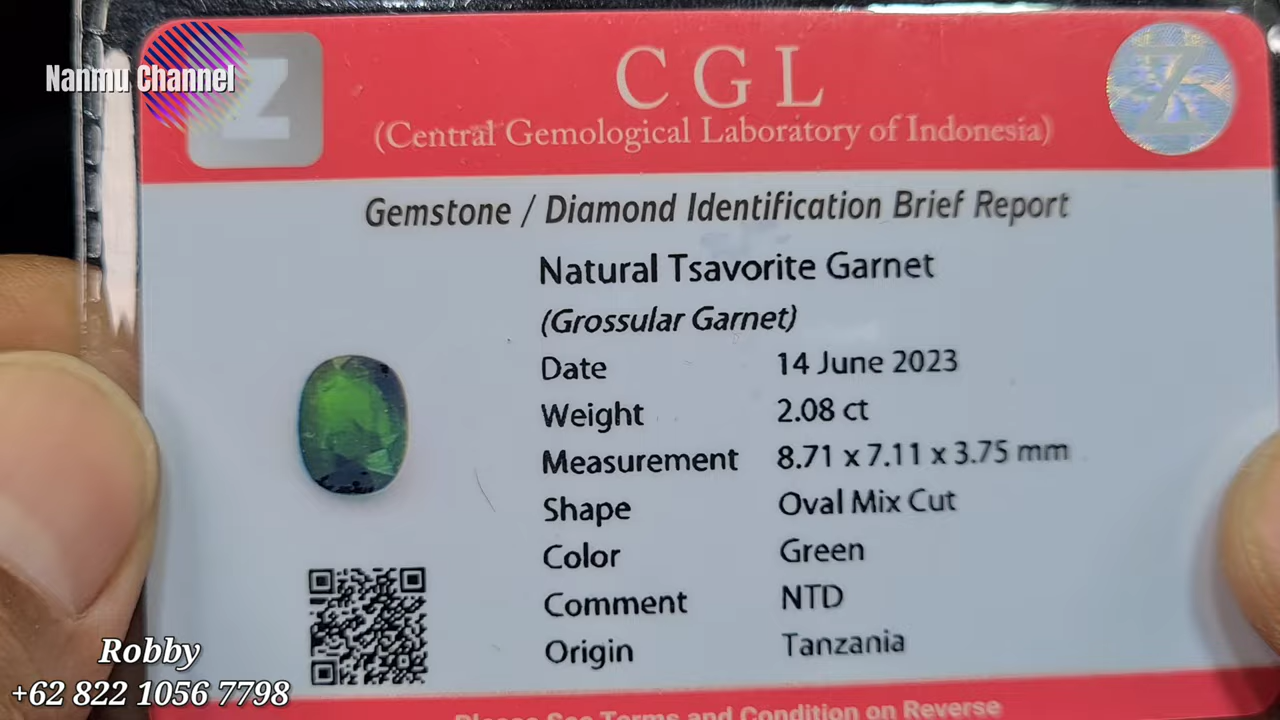 Nanmu Channel
Z
C G L
(Central Gemological Laboratory of Indonesia)
Z
Gemstone / Diamond Identification Brief Report
Natural Tsavorite Garnet
(Grossular Garnet)
Date 14 June 2023
Weight 2.08 ct
Measurement 8.71 x 7.11 x 3.75 mm
Shape Oval Mix Cut
Color Green
Comment NTD
Origin Tanzania
Please See Terms and Condition on Reverse
Robby
+62 822 1056 7798